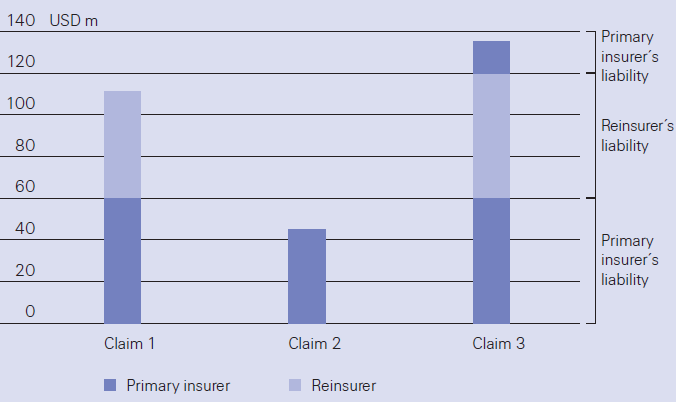 140 USD m
120
100
80
60
40
20
0
Primary
insurer´s
liability
Reinsurer´s
liability
Primary
insurer´s
liability
Claim 1
Claim 2
Claim 3
Primary insurer
Reinsurer